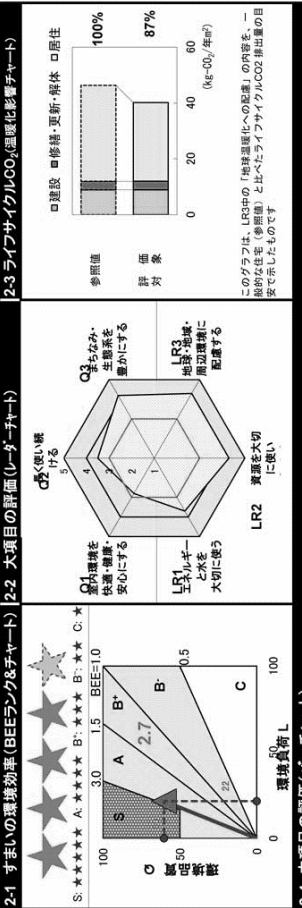 2-1 すまいの環境効率(BEEランク&チャート)
S: ★★★★★ A: ★★★★ B⁺: ★★★ B⁻: ★★ C: ★
環境品質 Q
100
50
0
3.0
1.5
BEE=1.0
0.5
S
A
B⁺
B⁻
C
2.7
22
0
50
100
環境負荷 L
2-2 大項目の評価(レーダーチャート)
Q2
長く使い続
ける
Q1
室内環境を
快適・健康・
安心にする
Q3
まちなみ・
生態系を
豊かにする
5
4
3
2
1
LR1
エネルギー
と水を
大切に使う
LR3
地球・地域・
周辺環境に
配慮する
LR2
資源を大切
に使い
2-3 ライフサイクルCO₂(温暖化影響チャート)
建設 修繕・更新・解体 居住
参照値
100%
評価
対象
87%
0
20
40
60
(kg-CO₂/年㎡)
このグラフは、LR3中の「地球温暖化への配慮」の内容を、一
般的な住宅(参照値)と比べたライフサイクルCO2 排出量の目
安で示したものです